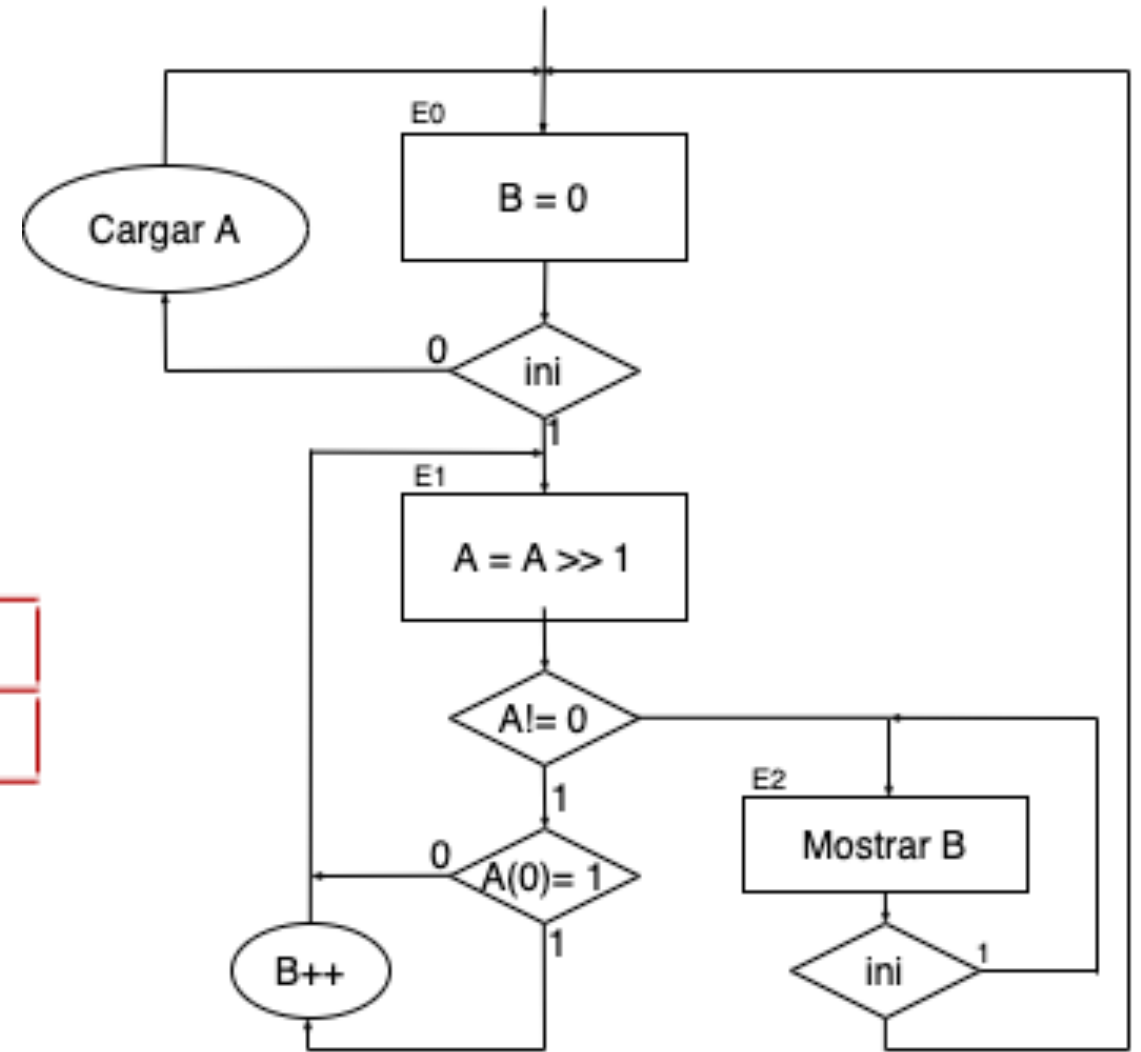 E0
B = 0
Cargar A
0
ini
1
E1
A = A >> 1
A!= 0
1
E2
Mostrar B
0
A(0)= 1
1
B++
ini
1